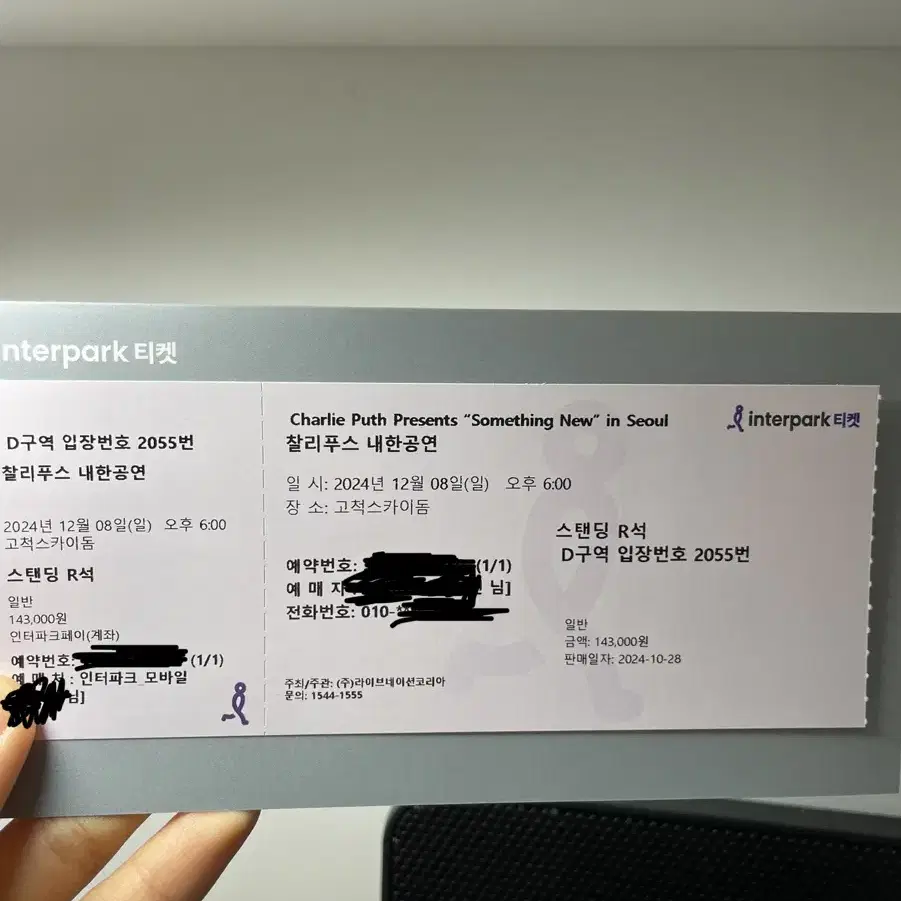 nterpark 티켓
D구역 입장번호 2055번
찰리푸스 내한공연
2024년 12월 08일(일) 오후 6:00
고척스카이돔
스탠딩 R석
일반
143,000원
인터파크페이(계좌)
예약번호: (1/1)
예 매 처 : 인터파크_모바일
님]
Charlie Puth Presents “Something New” in Seoul
찰리푸스 내한공연
interpark 티켓
일 시: 2024년 12월 08일(일) 오후 6:00
장 소: 고척스카이돔
스탠딩 R석
D구역 입장번호 2055번
예약번호: (1/1)
예 매 자 님]
전화번호: 010-
일반
금액: 143,000원
판매일자: 2024-10-28
주최/주관: (주)라이브네이션코리아
문의: 1544-1555